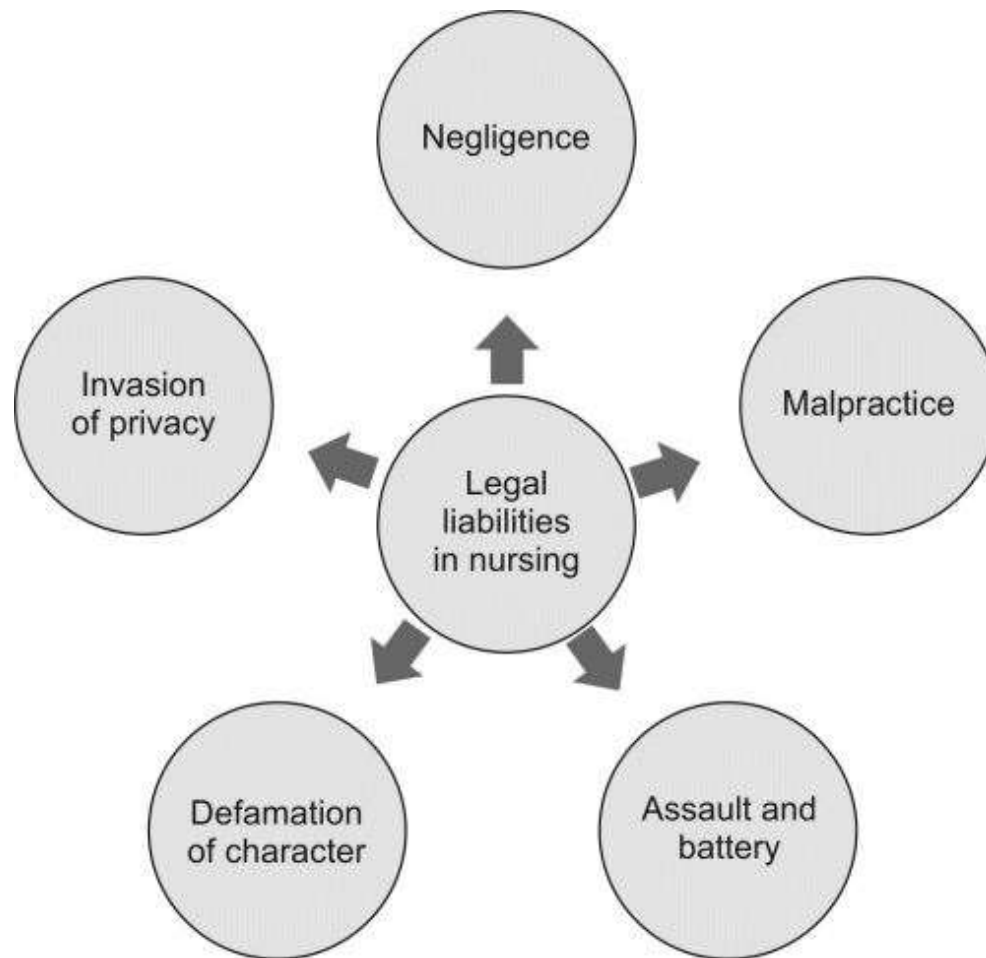 Negligence
Invasion
of privacy
Malpractice
Legal
liabilities
in nursing
Defamation
of character
Assault and
battery